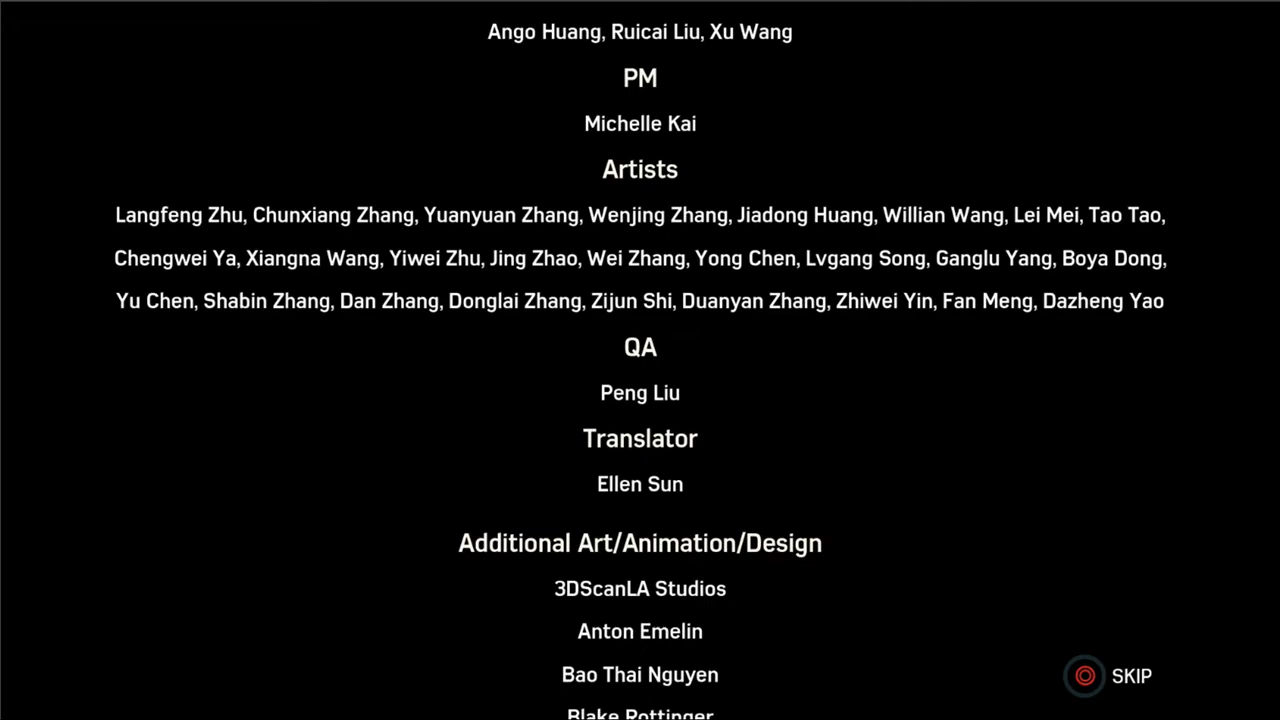 Ango Huang, Ruicai Liu, Xu Wang
PM
Michelle Kai
Artists
Langfeng Zhu, Chunxiang Zhang, Yuanyuan Zhang, Wenjing Zhang, Jiadong Huang, Willian Wang, Lei Mei, Tao Tao,
Chengwei Ya, Xiangna Wang, Yiwei Zhu, Jing Zhao, Wei Zhang, Yong Chen, Lvgang Song, Ganglu Yang, Boya Dong,
Yu Chen, Shabin Zhang, Dan Zhang, Donglai Zhang, Zijun Shi, Duanyan Zhang, Zhiwei Yin, Fan Meng, Dazheng Yao
QA
Peng Liu
Translator
Ellen Sun
Additional Art/Animation/Design
3DScanLA Studios
Anton Emelin
Bao Thai Nguyen
SKIP
Blake Rottinger